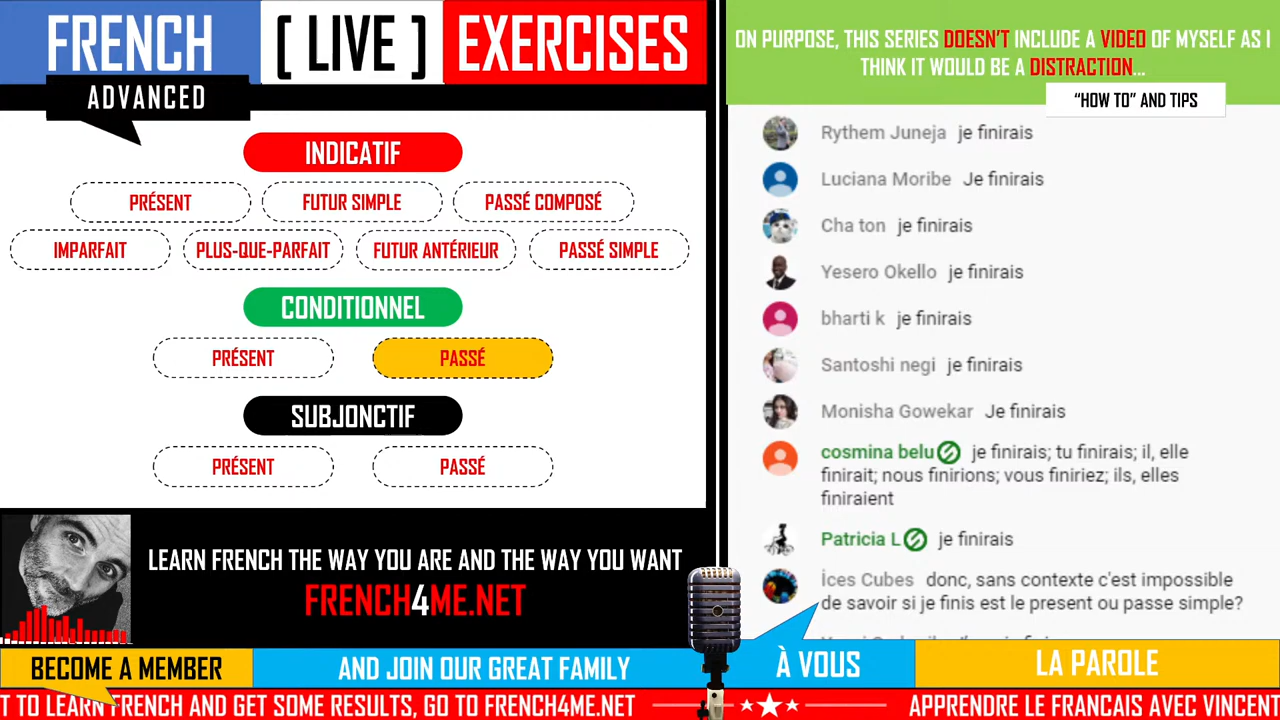 FRENCH [ LIVE ] EXERCISES
ADVANCED
INDICATIF
PRÉSENT FUTUR SIMPLE PASSÉ COMPOSÉ
IMPARFAIT PLUS-QUE-PARFAIT FUTUR ANTÉRIEUR PASSÉ SIMPLE
CONDITIONNEL
PRÉSENT PASSÉ
SUBJONCTIF
PRÉSENT PASSÉ
LEARN FRENCH THE WAY YOU ARE AND THE WAY YOU WANT
FRENCH4ME.NET
BECOME A MEMBER AND JOIN OUR GREAT FAMILY
ON PURPOSE, THIS SERIES DOESN'T INCLUDE A VIDEO OF MYSELF AS I
THINK IT WOULD BE A DISTRACTION...
"HOW TO" AND TIPS
Rythem Juneja je finirais
Luciana Moribe Je finirais
Cha ton je finirais
Yesero Okello je finirais
bharti k je finirais
Santoshi negi je finirais
Monisha Gowekar Je finirais
cosmina belu je finirais; tu finirais; il, elle
finirait; nous finirions; vous finiriez; ils, elles
finiraient
Patricia L je finirais
İces Cubes donc, sans contexte c'est impossible
de savoir si je finis est le present ou passe simple?
À VOUS LA PAROLE
T TO LEARN FRENCH AND GET SOME RESULTS, GO TO FRENCH4ME.NET
APPRENDRE LE FRANCAIS AVEC VINCENT